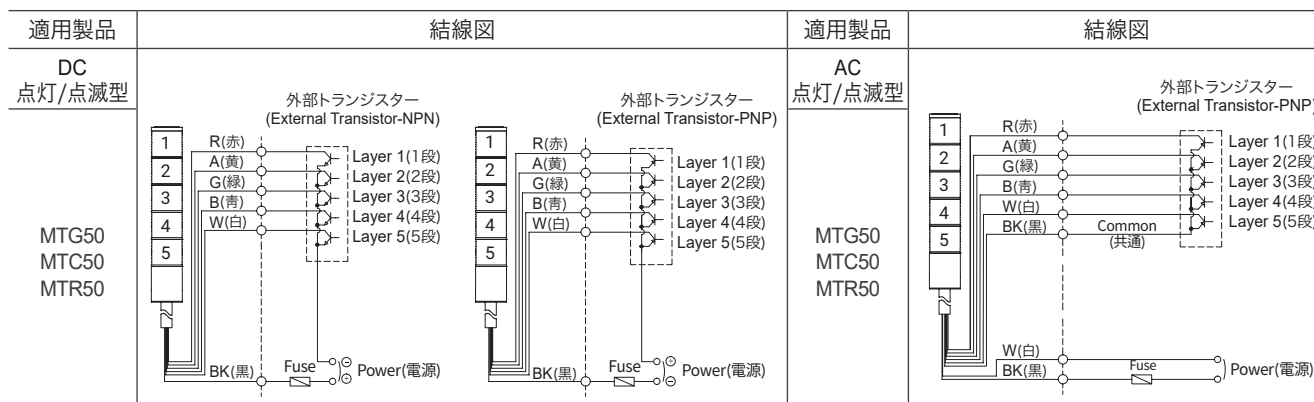 適用製品
結線図
適用製品
結線図
DC
点灯/点滅型
MTG50
MTC50
MTR50
外部トランジスター
(External Transistor-NPN)
1
2
3
4
5
R(赤)
A(黄)
G(緑)
B(青)
W(白)
Layer 1(1段)
Layer 2(2段)
Layer 3(3段)
Layer 4(4段)
Layer 5(5段)
BK(黒)
Fuse
⊖
⊕
Power(電源)
外部トランジスター
(External Transistor-PNP)
1
2
3
4
5
R(赤)
A(黄)
G(緑)
B(青)
W(白)
Layer 1(1段)
Layer 2(2段)
Layer 3(3段)
Layer 4(4段)
Layer 5(5段)
BK(黒)
Fuse
⊕
⊖
Power(電源)
AC
点灯/点滅型
MTG50
MTC50
MTR50
外部トランジスター
(External Transistor-PNP)
1
2
3
4
5
R(赤)
A(黄)
G(緑)
B(青)
W(白)
BK(黒)
Common
(共通)
Layer 1(1段
Layer 2(2段
Layer 3(3段
Layer 4(4段
Layer 5(5段
W(白)
BK(黒)
Fuse
Power(電源)